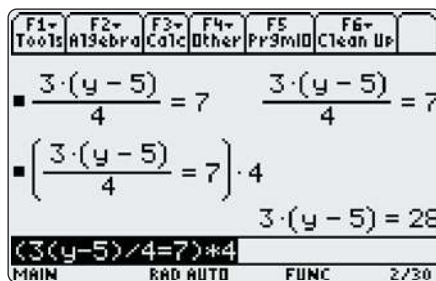 F1▾ Tools F2▾ Algebra F3▾ Calc F4▾ Other F5 PrgmIO F6▾ Clean Up
▪ 3·(y − 5)/4 = 7    3·(y − 5)/4 = 7
▪ (3·(y − 5)/4 = 7)·4
3·(y − 5) = 28
(3(y-5)/4=7)*4
MAIN RAD AUTO FUNC 2/30